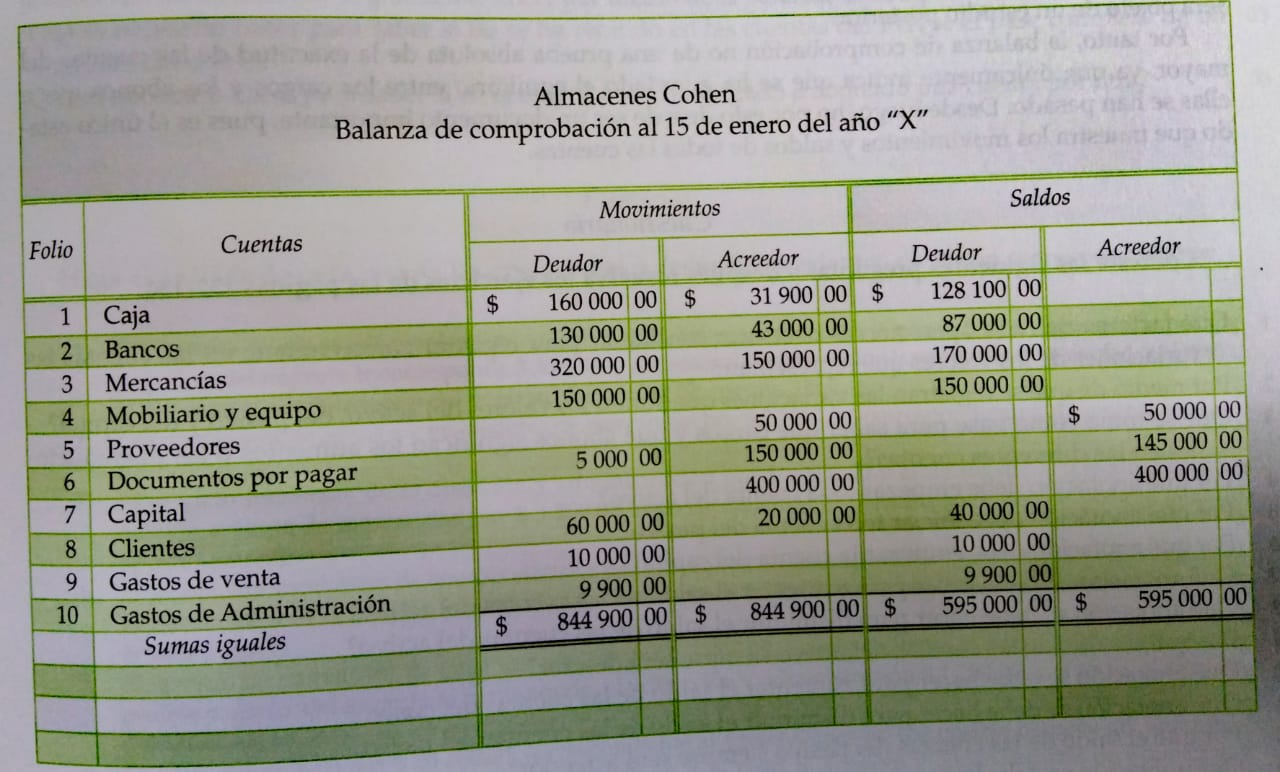 Almacenes Cohen
Balanza de comprobación al 15 de enero del año “X”
Folio Cuentas Movimientos Saldos
Deudor Acreedor Deudor Acreedor
1 Caja $ 160 000 00 $ 31 900 00 $ 128 100 00
2 Bancos 130 000 00 43 000 00 87 000 00
3 Mercancías 320 000 00 150 000 00 170 000 00
4 Mobiliario y equipo 150 000 00 150 000 00
5 Proveedores 50 000 00 $ 50 000 00
6 Documentos por pagar 5 000 00 150 000 00 145 000 00
7 Capital 400 000 00 400 000 00
8 Clientes 60 000 00 20 000 00 40 000 00
9 Gastos de venta 10 000 00 10 000 00
10 Gastos de Administración 9 900 00 9 900 00
Sumas iguales $ 844 900 00 $ 844 900 00 $ 595 000 00 $ 595 000 00